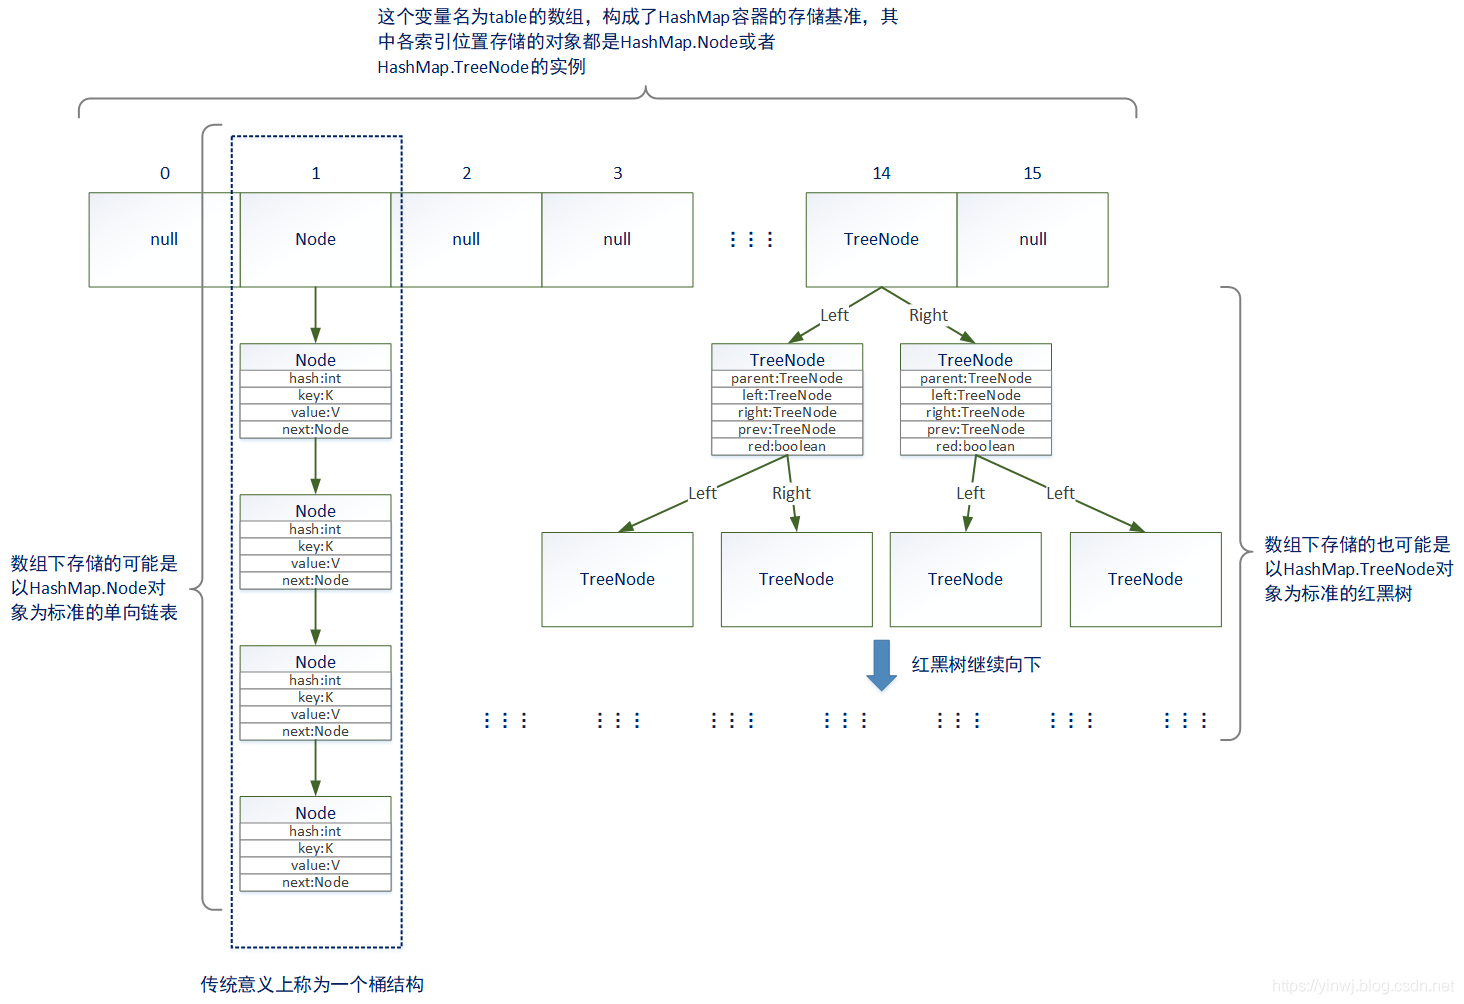 这个变量名为table的数组，构成了HashMap容器的存储基准，其
中各索引位置存储的对象都是HashMap.Node或者
HashMap.TreeNode的实例
0
1
2
3
14
15
null
Node
null
null
TreeNode
null
Left
Right
Node
hash:int
key:K
value:V
next:Node
TreeNode
parent:TreeNode
left:TreeNode
right:TreeNode
prev:TreeNode
red:boolean
TreeNode
parent:TreeNode
left:TreeNode
right:TreeNode
prev:TreeNode
red:boolean
Left
Right
Left
Left
Node
hash:int
key:K
value:V
next:Node
数组下存储的可能是
以HashMap.Node对
象为标准的单向链表
TreeNode
TreeNode
TreeNode
TreeNode
数组下存储的也可能是
以HashMap.TreeNode对
象为标准的红黑树
红黑树继续向下
Node
hash:int
key:K
value:V
next:Node
Node
hash:int
key:K
value:V
next:Node
传统意义上称为一个桶结构
https://yinwj.blog.csdn.net